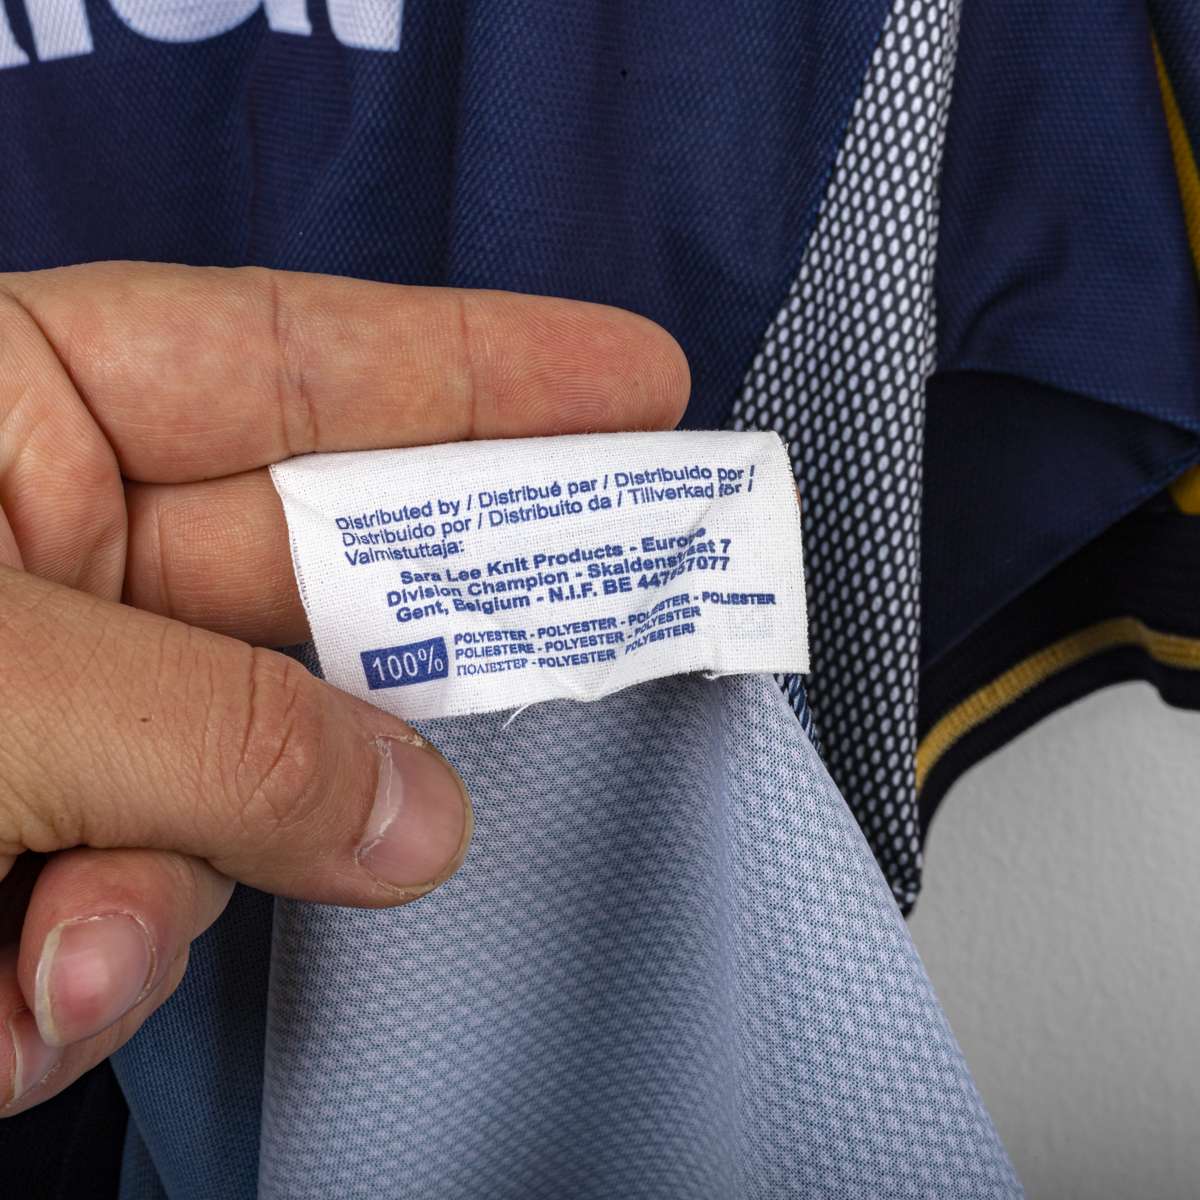 Distributed by / Distribué par / Distribuido por /
Distribuido por / Distribuito da / Tillverkad för /
Valmistuttaja:
Sara Lee Knit Products - Europe
Division Champion - Skaldenstraat 7
Gent, Belgium - N.I.F. BE
100%
POLYESTER - POLYESTER - POLYESTER - POLIESTER
POLIESTERE - POLYESTER - POLYESTER
ΠΟΛΙΕΣΤΕΡ - POLYESTER POLYESTERI